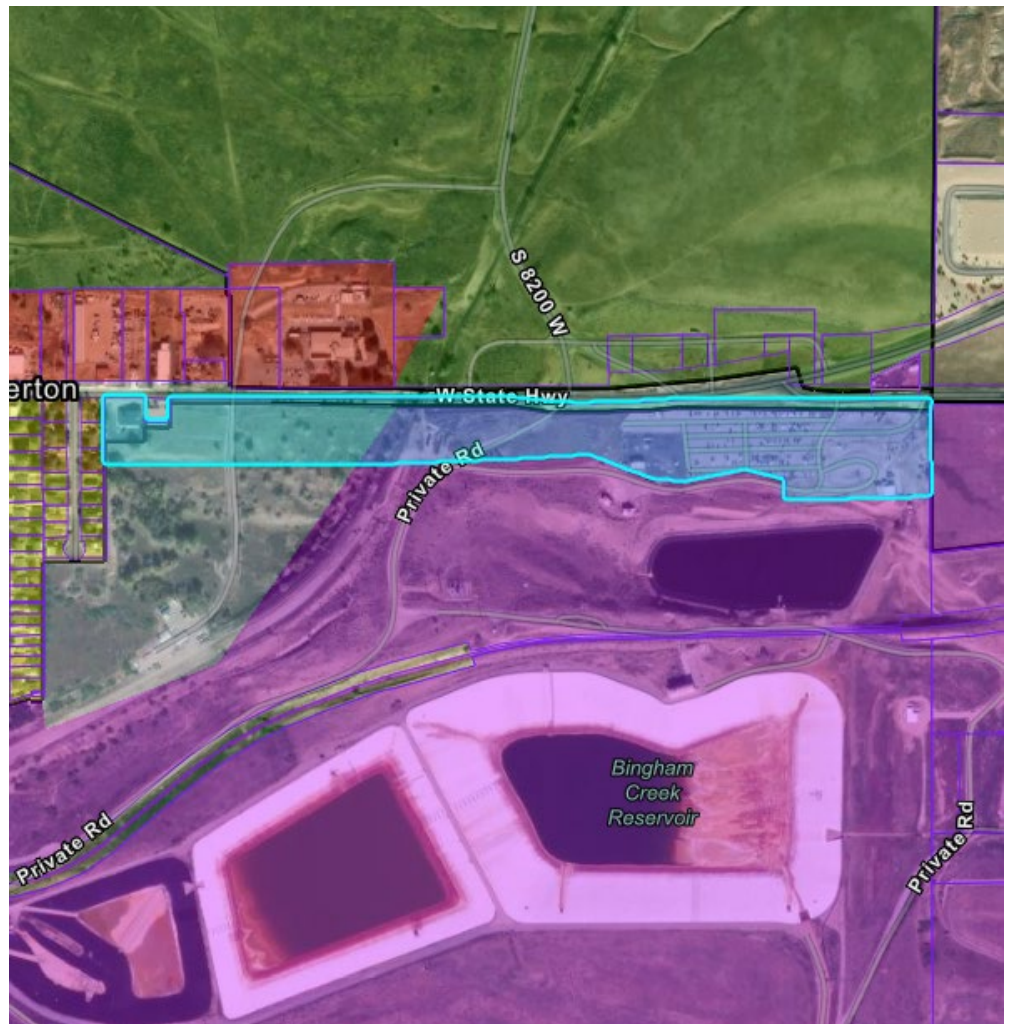 S 8200 W
erton
W State Hwy
Private Rd
Bingham
Creek
Reservoir
Private Rd
Private Rd